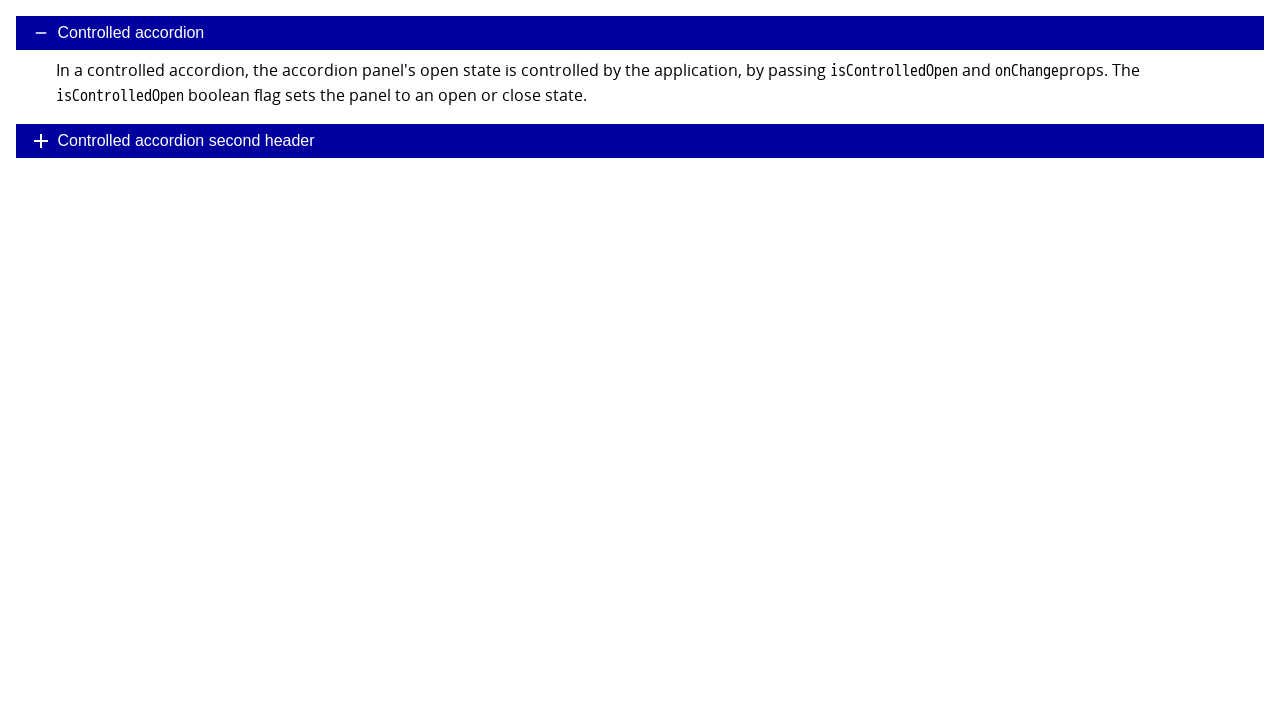 Controlled accordion
In a controlled accordion, the accordion panel's open state is controlled by the application, by passing isControlledOpen and onChangeprops. The
isControlledOpen boolean flag sets the panel to an open or close state.
Controlled accordion second header